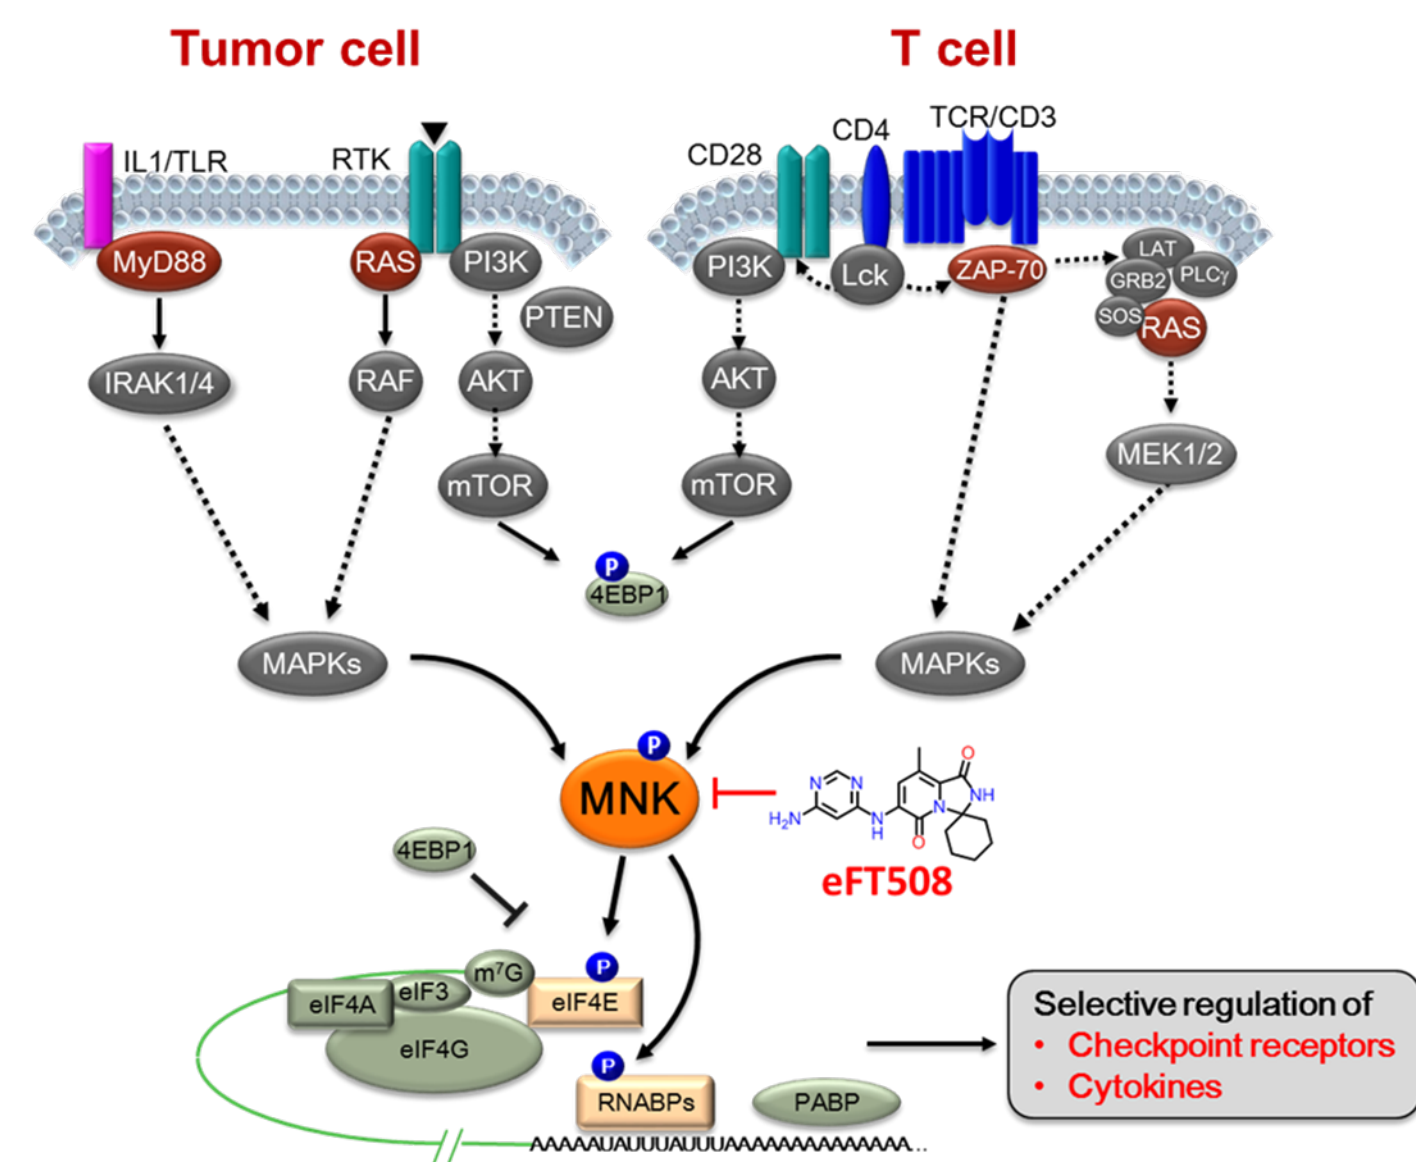 Tumor cell
T cell
IL1/TLR
RTK
CD28
CD4
TCR/CD3
MyD88
RAS
PI3K
PTEN
IRAK1/4
RAF
AKT
mTOR
PI3K
Lck
ZAP-70
LAT
GRB2
PLCγ
SOS
RAS
AKT
mTOR
MEK1/2
P
4EBP1
MAPKs
MAPKs
P
MNK
N
N
H₂N
N
H
O
N
O
NH
eFT508
4EBP1
m⁷G
P
eIF4A
eIF3
eIF4E
eIF4G
P
RNABPs
PABP
AAAAAUAUUUAUUUAAAAAAAAAAAAAA...
Selective regulation of
• Checkpoint receptors
• Cytokines